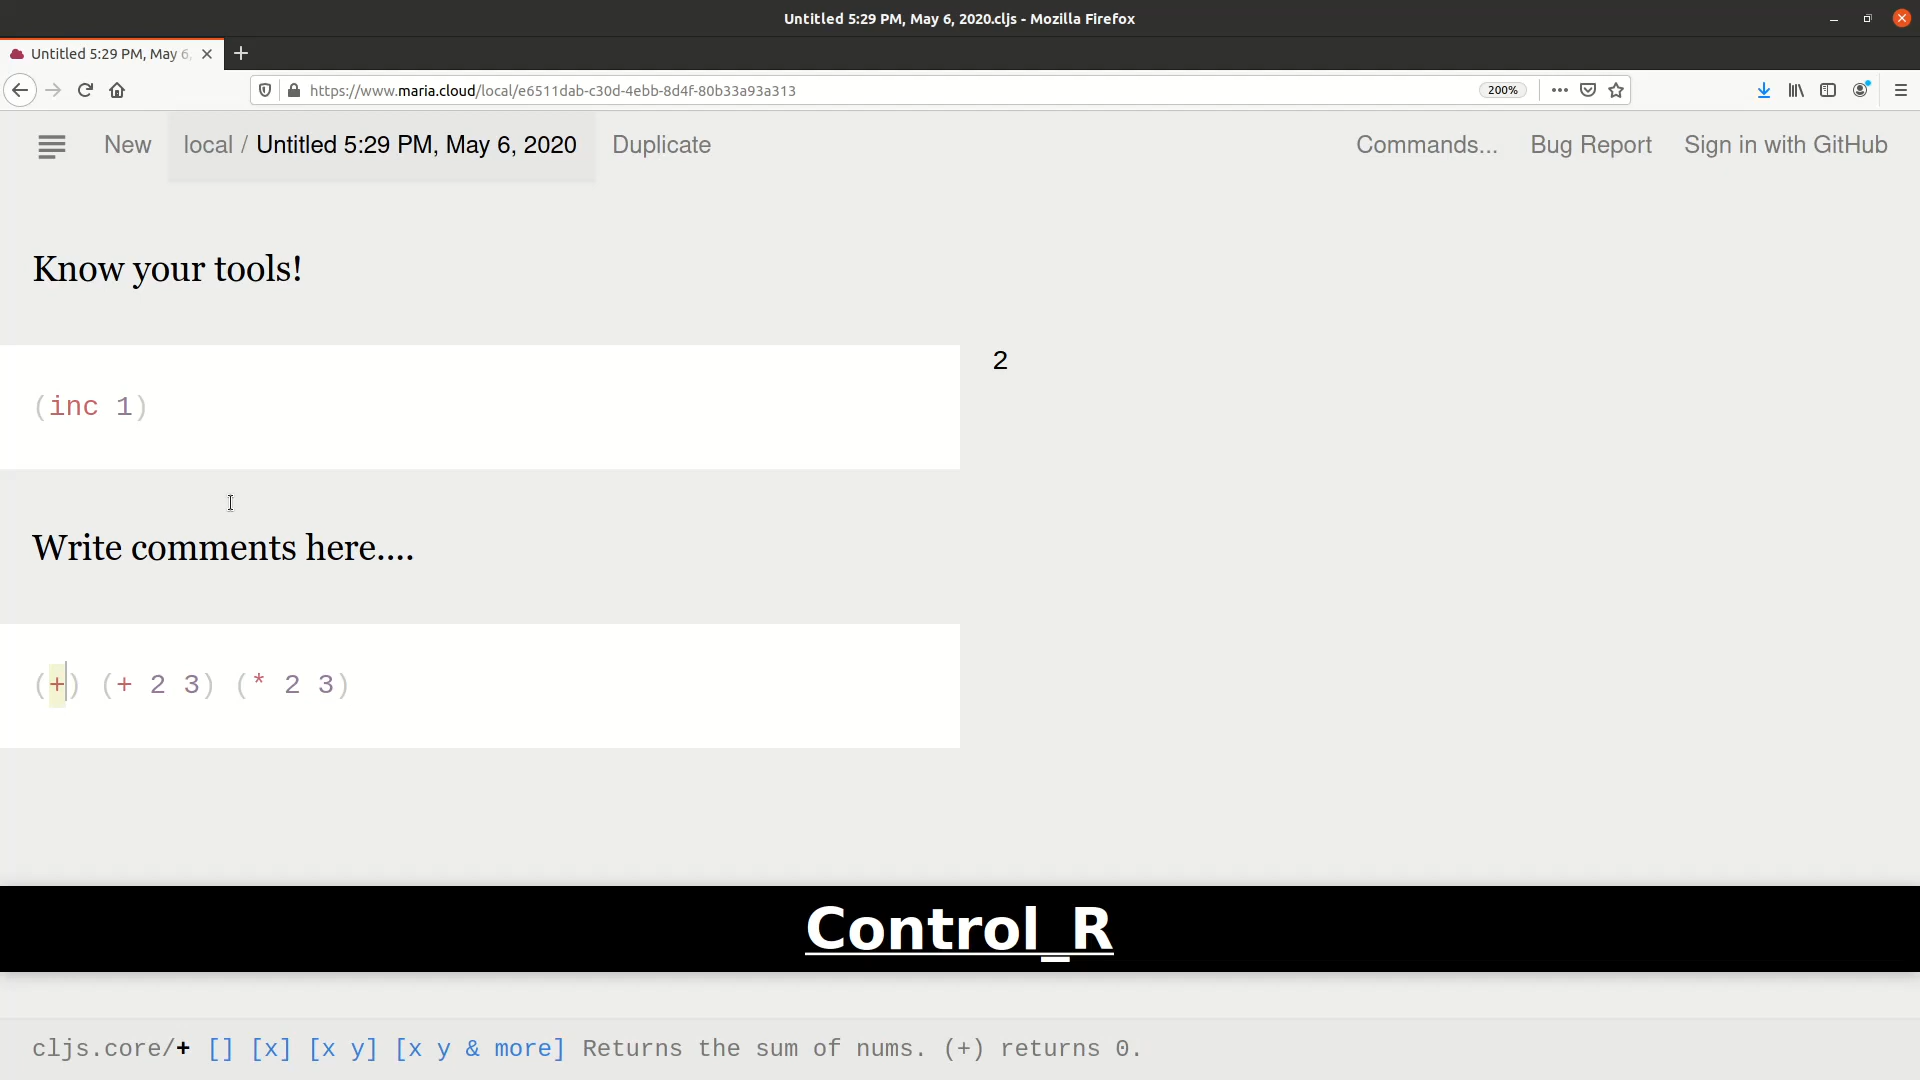 Untitled 5:29 PM, May 6, 2020.cljs - Mozilla Firefox
Untitled 5:29 PM, May 6,
https://www.maria.cloud/local/e6511dab-c30d-4ebb-8d4f-80b33a93a313 200%
New local / Untitled 5:29 PM, May 6, 2020 Duplicate Commands... Bug Report Sign in with GitHub
Know your tools!
2
(inc 1)
Write comments here....
(+) (+ 2 3) (* 2 3)
Control_R
cljs.core/+ [] [x] [x y] [x y & more] Returns the sum of nums. (+) returns 0.